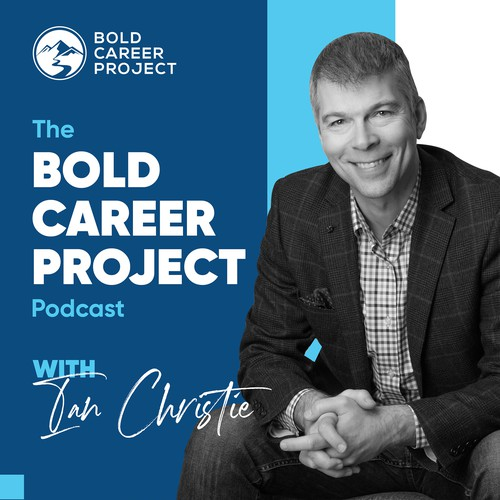 BOLD
CAREER
PROJECT
The
BOLD
CAREER
PROJECT
Podcast
WITH
Ian Christie